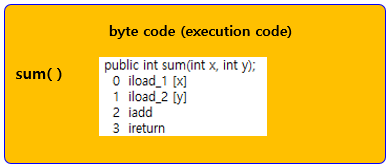 byte code (execution code)
sum( )
public int sum(int x, int y);
0 iload_1 [x]
1 iload_2 [y]
2 iadd
3 ireturn